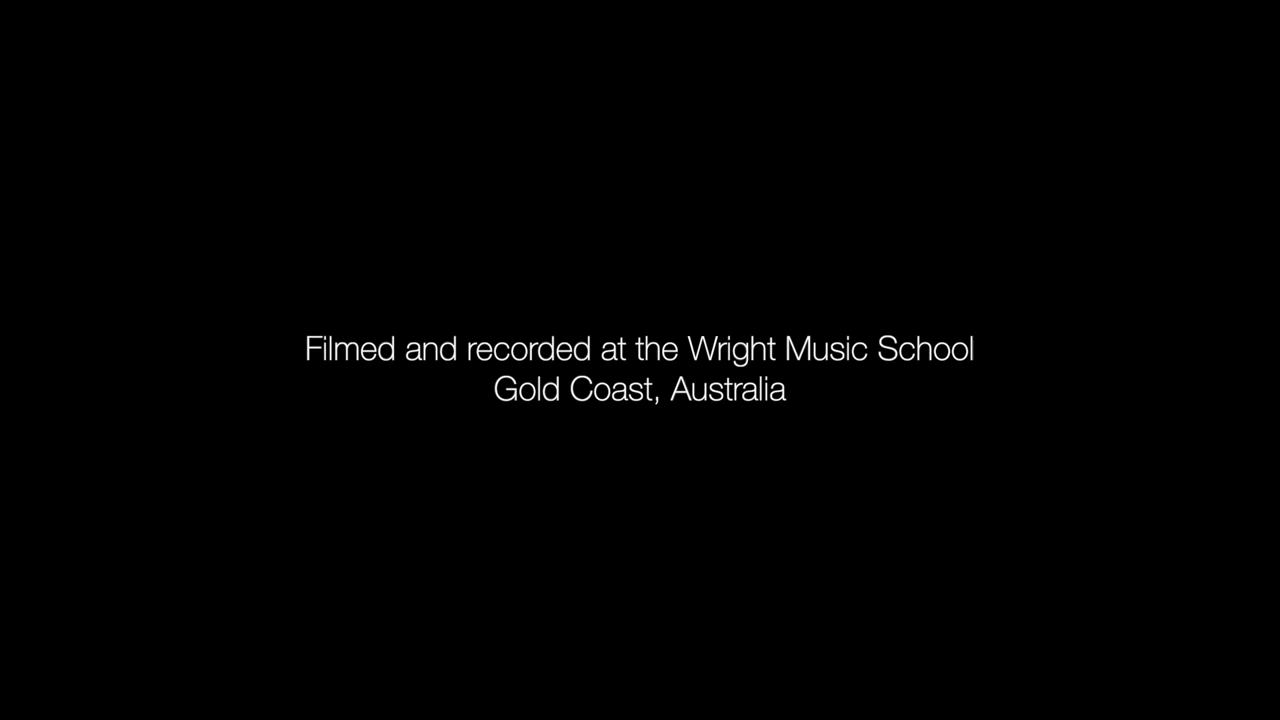 Filmed and recorded at the Wright Music School
Gold Coast, Australia